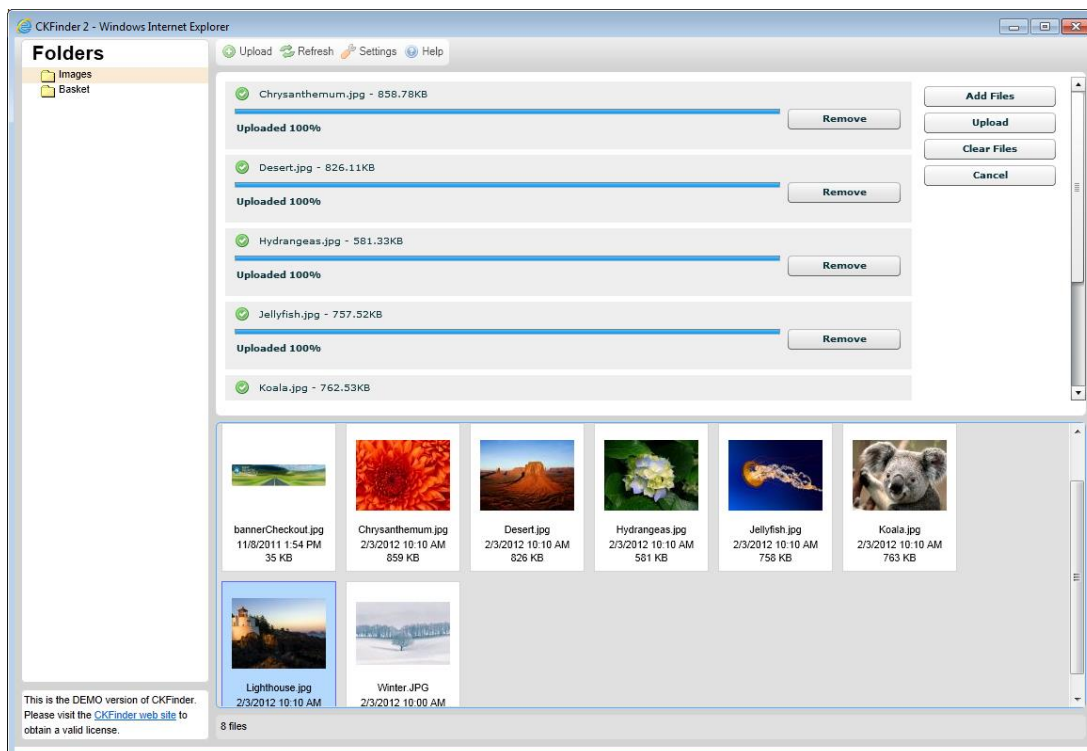 CKFinder 2 - Windows Internet Explorer
Folders
Images
Basket
Upload Refresh Settings Help
Chrysanthemum.jpg - 858.78KB
Uploaded 100%
Remove
Desert.jpg - 826.11KB
Uploaded 100%
Remove
Hydrangeas.jpg - 581.33KB
Uploaded 100%
Remove
Jellyfish.jpg - 757.52KB
Uploaded 100%
Remove
Koala.jpg - 762.53KB
Add Files
Upload
Clear Files
Cancel
bannerCheckout.jpg
11/8/2011 1:54 PM
35 KB
Chrysanthemum.jpg
2/3/2012 10:10 AM
859 KB
Desert.jpg
2/3/2012 10:10 AM
826 KB
Hydrangeas.jpg
2/3/2012 10:10 AM
581 KB
Jellyfish.jpg
2/3/2012 10:10 AM
758 KB
Koala.jpg
2/3/2012 10:10 AM
763 KB
Lighthouse.jpg
2/3/2012 10:10 AM
Winter.JPG
2/3/2012 10:00 AM
This is the DEMO version of CKFinder.
Please visit the CKFinder web site to
obtain a valid license.
8 files